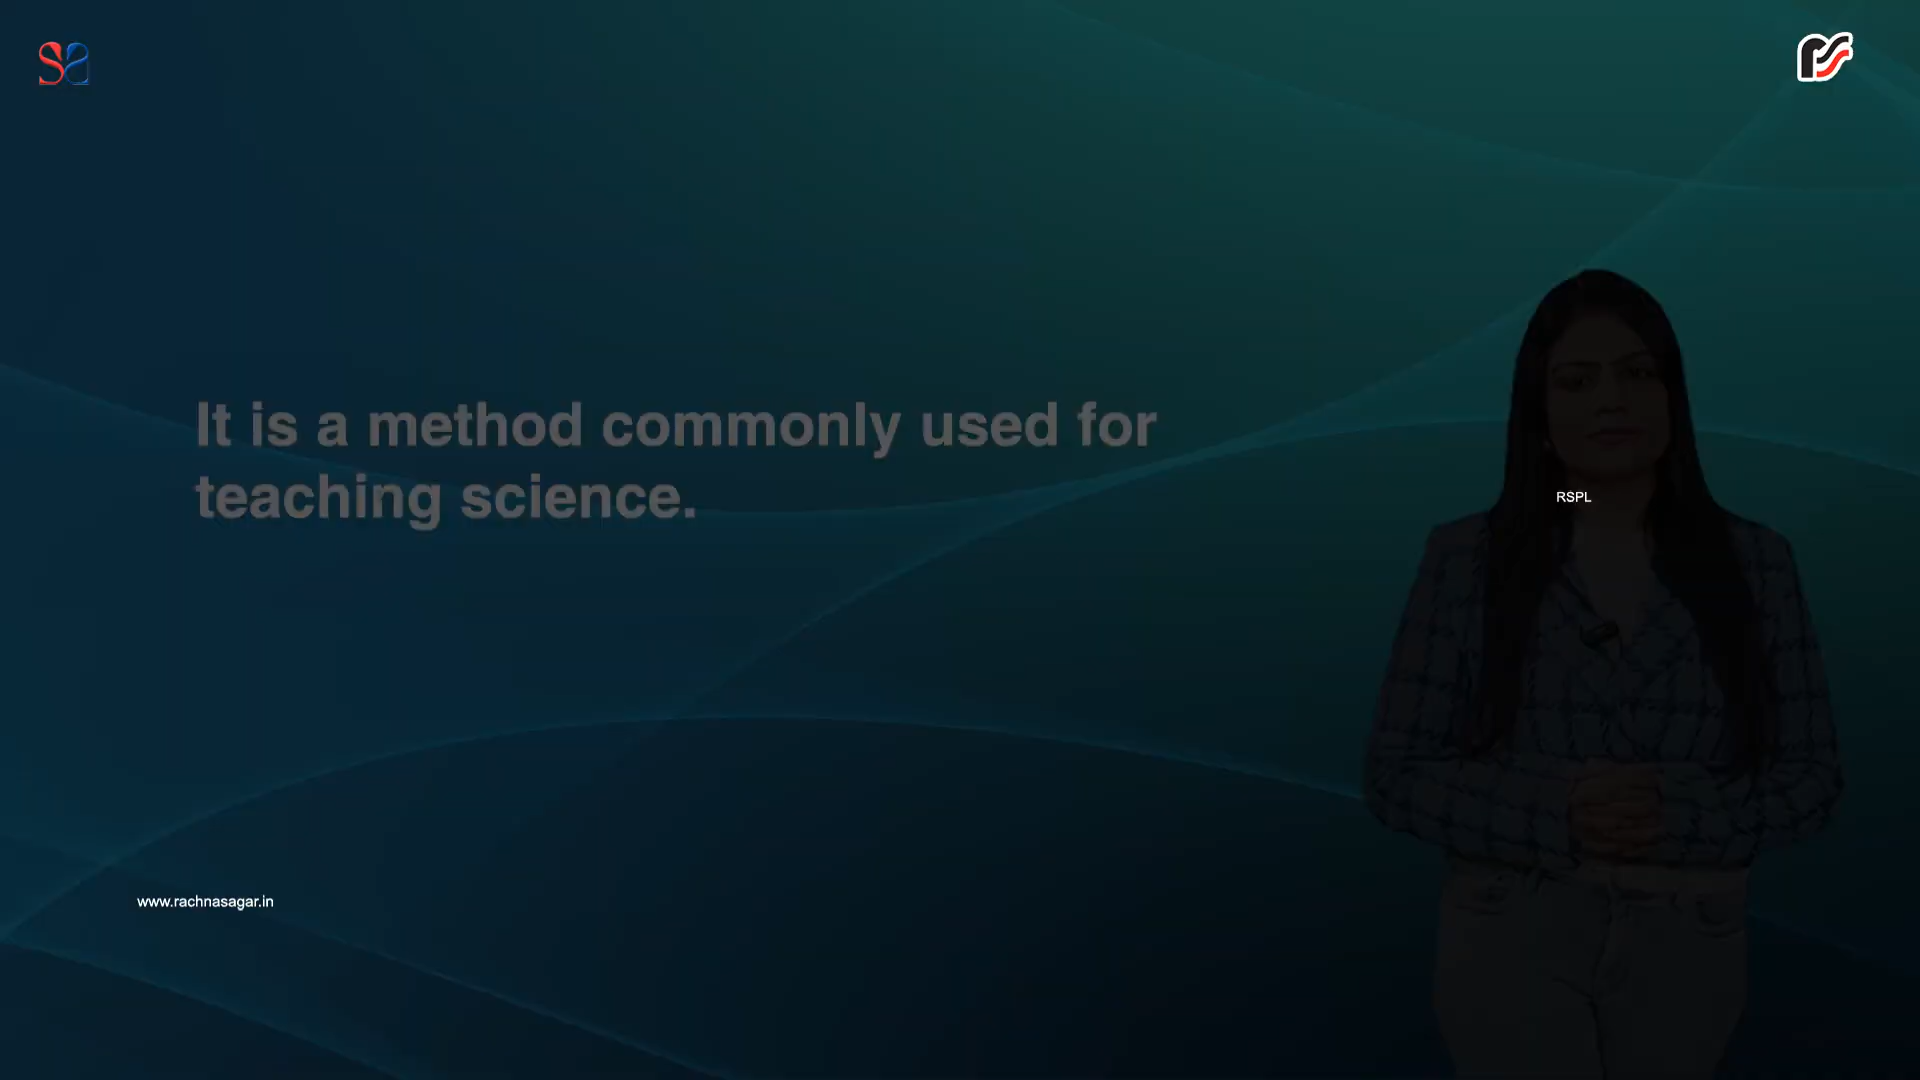 It is a method commonly used for
teaching science.
RSPL
www.rachnasagar.in